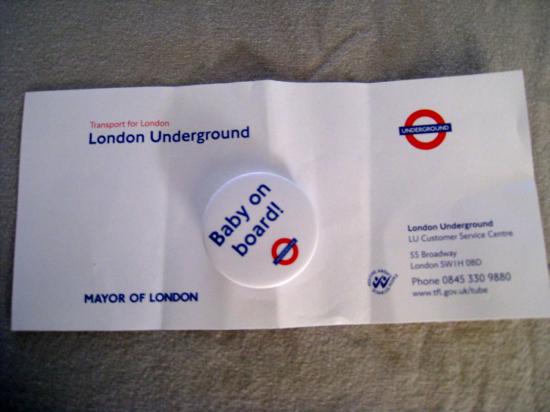 Transport for London
London Underground
UNDERGROUND
Baby on
board!
London Underground
LU Customer Service Centre
55 Broadway
London SW1H 0BD
Phone 0845 330 9880
www.tfl.gov.uk/tube
MAYOR OF LONDON